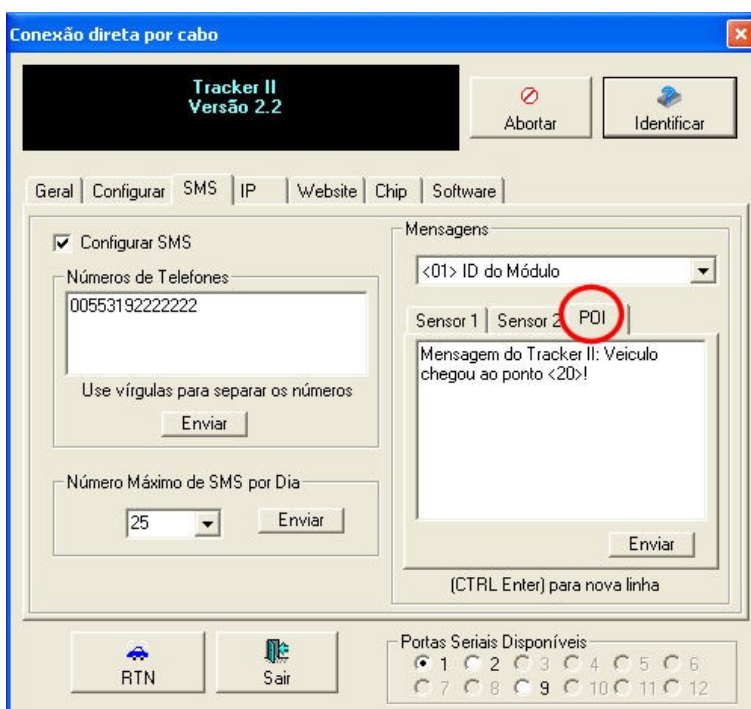 Conexão direta por cabo
Tracker II
Versão 2.2
Abortar
Identificar
Geral
Configurar
SMS
IP
Website
Chip
Software
Configurar SMS
Números de Telefones
00553192222222
Use vírgulas para separar os números
Enviar
Número Máximo de SMS por Dia
25
Enviar
Mensagens
<01> ID do Módulo
Sensor 1
Sensor 2
POI
Mensagem do Tracker II: Veiculo
chegou ao ponto <20>!
Enviar
(CTRL Enter) para nova linha
RTN
Sair
Portas Seriais Disponíveis
1 2 3 4 5 6
7 8 9 10 11 12